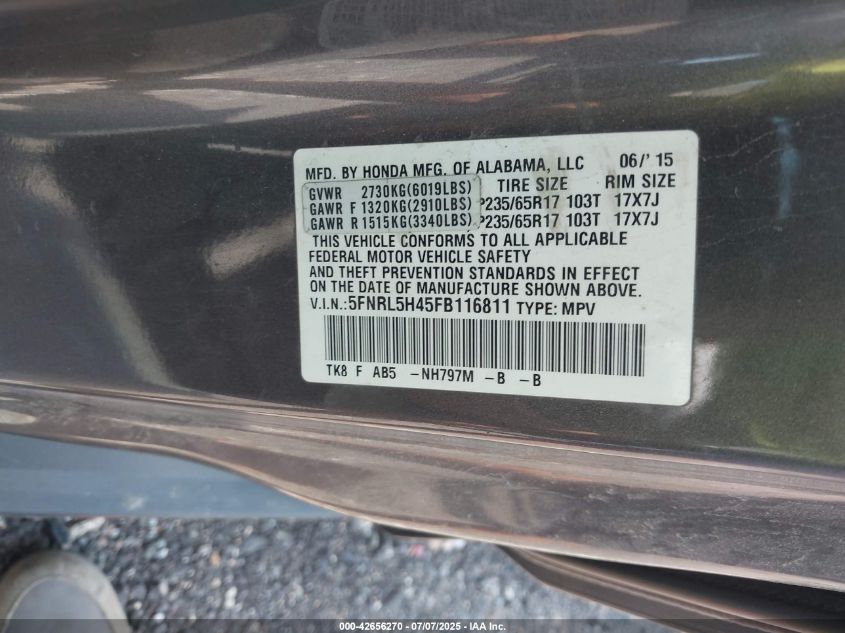 MFD. BY HONDA MFG. OF ALABAMA, LLC 06/'15
GVWR 2730KG(6019LBS) TIRE SIZE RIM SIZE
GAWR F 1320KG(2910LBS) P235/65R17 103T 17X7J
GAWR R 1515KG(3340LBS) P235/65R17 103T 17X7J
THIS VEHICLE CONFORMS TO ALL APPLICABLE
FEDERAL MOTOR VEHICLE SAFETY
AND THEFT PREVENTION STANDARDS IN EFFECT
ON THE DATE OF MANUFACTURE SHOWN ABOVE.
V.I.N.:5FNRL5H45FB116811 TYPE: MPV
TK8 F AB5 -NH797M -B -B
000-42656270 | 07/07/2025 - IAA Inc.